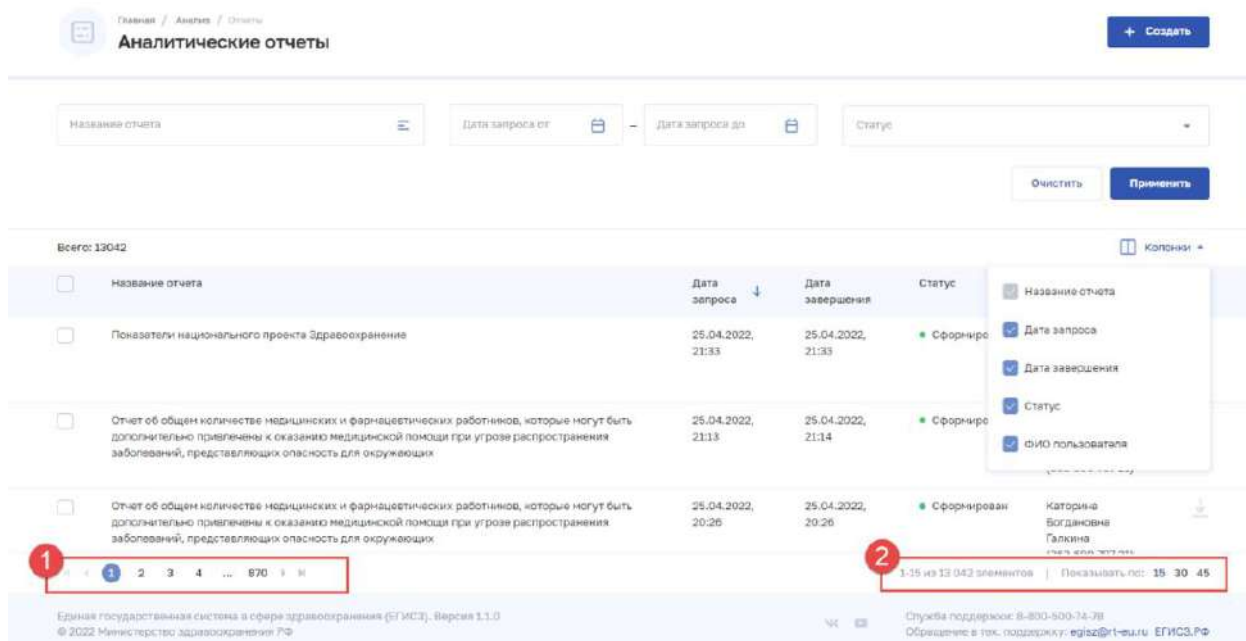 Главная / Анализ / Отчеты
Аналитические отчеты
+ Создать
Название отчета
Дата запроса от
–
Дата запроса до
Статус
Очистить
Применить
Всего: 13042
Колонки
Название отчета
Дата запроса
Дата завершения
Статус
Название отчета
Дата запроса
Дата завершения
Статус
ФИО пользователя
Показатели национального проекта Здравоохранение
25.04.2022,
21:33
25.04.2022,
21:33
Сформиро
Отчет об общем количестве медицинских и фармацевтических работников, которые могут быть
дополнительно привлечены к оказанию медицинской помощи при угрозе распространения
заболеваний, представляющих опасность для окружающих
25.04.2022,
21:13
25.04.2022,
21:14
Сформиро
Отчет об общем количестве медицинских и фармацевтических работников, которые могут быть
дополнительно привлечены к оказанию медицинской помощи при угрозе распространения
заболеваний, представляющих опасность для окружающих
25.04.2022,
20:26
25.04.2022,
20:26
Сформирован
Каторина
Богдановна
Галкина
1
1 2 3 4 ... 870
2
1-15 из 13 042 элементов | Показывать по: 15 30 45
Единая государственная система в сфере здравоохранения (ЕГИСЗ). Версия 1.1.0
© 2022 Министерство здравоохранения РФ
Служба поддержки: 8-800-500-74-78
Обращение в тех. поддержку: egisz@rt-eu.ru ЕГИСЗ.РФ